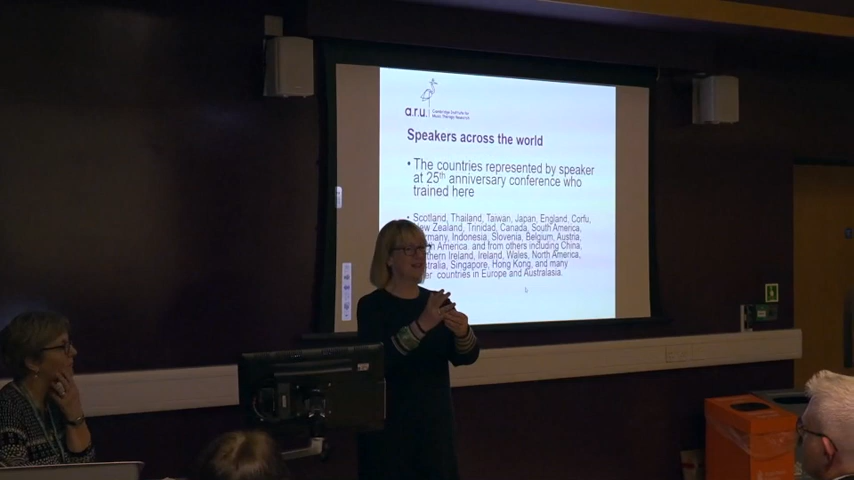 a.r.u.
Cambridge Institute for
Music Therapy Research
Speakers across the world
• The countries represented by speaker
at 25th anniversary conference who
trained here
• Scotland, Thailand, Taiwan, Japan, England, Corfu,
New Zealand, Trinidad, Canada, South America,
Germany, Indonesia, Slovenia, Belgium, Austria,
America. and from others including China,
Ireland, Ireland, Wales, North America,
Singapore, Hong Kong, and many
countries in Europe and Australasia.